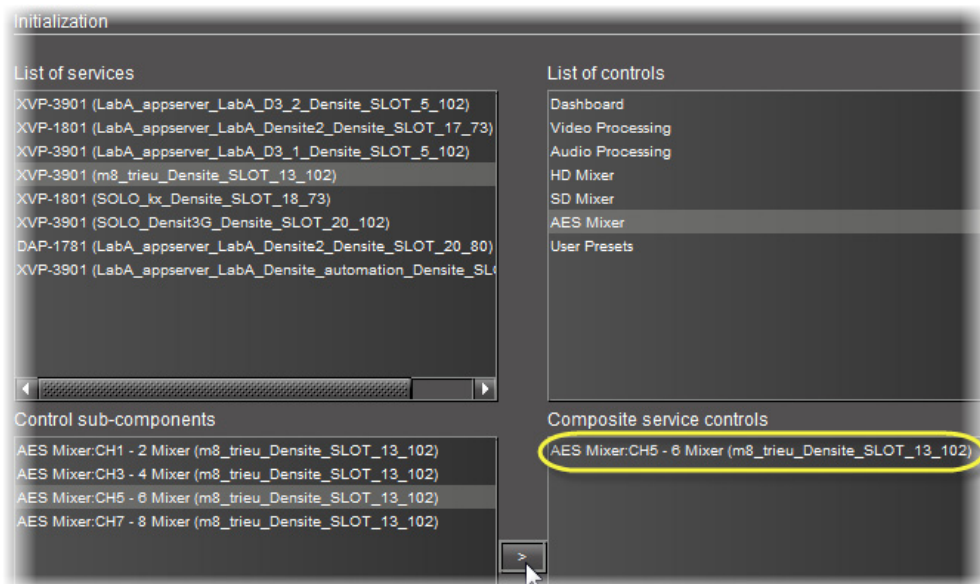 Initialization
List of services
XVP-3901 (LabA_appserver_LabA_D3_2_Densite_SLOT_5_102)
XVP-1801 (LabA_appserver_LabA_Densite2_Densite_SLOT_17_73)
XVP-3901 (LabA_appserver_LabA_D3_1_Densite_SLOT_5_102)
XVP-3901 (m8_trieu_Densite_SLOT_13_102)
XVP-1801 (SOLO_kx_Densite_SLOT_18_73)
XVP-3901 (SOLO_Densit3G_Densite_SLOT_20_102)
DAP-1781 (LabA_appserver_LabA_Densite2_Densite_SLOT_20_80)
XVP-3901 (LabA_appserver_LabA_Densite_automation_Densite_SL
List of controls
Dashboard
Video Processing
Audio Processing
HD Mixer
SD Mixer
AES Mixer
User Presets
Control sub-components
AES Mixer:CH1 - 2 Mixer (m8_trieu_Densite_SLOT_13_102)
AES Mixer:CH3 - 4 Mixer (m8_trieu_Densite_SLOT_13_102)
AES Mixer:CH5 - 6 Mixer (m8_trieu_Densite_SLOT_13_102)
AES Mixer:CH7 - 8 Mixer (m8_trieu_Densite_SLOT_13_102)
>
Composite service controls
AES Mixer:CH5 - 6 Mixer (m8_trieu_Densite_SLOT_13_102)